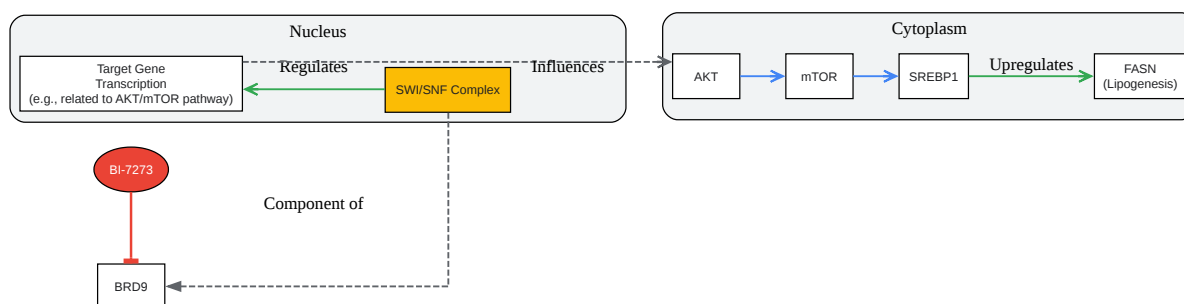 Nucleus
Cytoplasm
Target Gene
Transcription
(e.g., related to AKT/mTOR pathway)
Regulates
SWI/SNF Complex
Influences
AKT
mTOR
SREBP1
Upregulates
FASN
(Lipogenesis)
BI-7273
Component of
BRD9